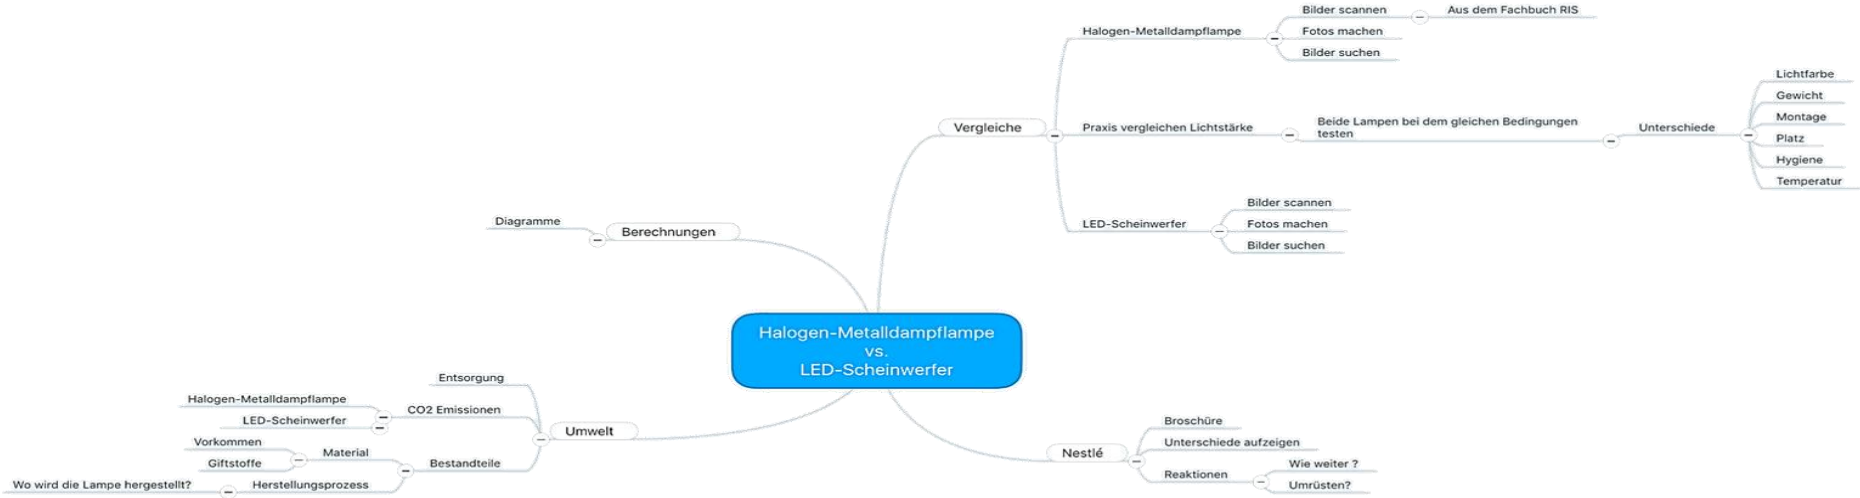 Halogen-Metalldampflampe
vs.
LED-Scheinwerfer
Vergleiche
Halogen-Metalldampflampe
Bilder scannen
Aus dem Fachbuch RIS
Fotos machen
Bilder suchen
Praxis vergleichen Lichtstärke
Beide Lampen bei dem gleichen Bedingungen
testen
Unterschiede
Lichtfarbe
Gewicht
Montage
Platz
Hygiene
Temperatur
LED-Scheinwerfer
Bilder scannen
Fotos machen
Bilder suchen
Nestlé
Broschüre
Unterschiede aufzeigen
Reaktionen
Wie weiter ?
Umrüsten?
Berechnungen
Diagramme
Umwelt
Entsorgung
CO2 Emissionen
Halogen-Metalldampflampe
LED-Scheinwerfer
Bestandteile
Material
Vorkommen
Giftstoffe
Herstellungsprozess
Wo wird die Lampe hergestellt?